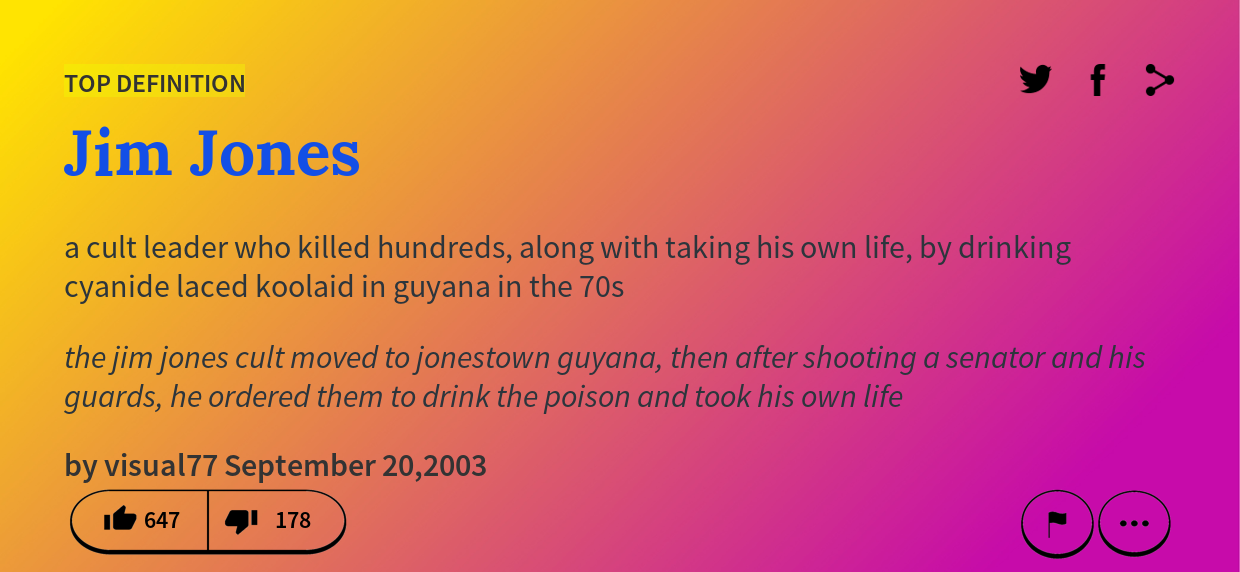 TOP DEFINITION
Jim Jones
a cult leader who killed hundreds, along with taking his own life, by drinking
cyanide laced koolaid in guyana in the 70s
the jim jones cult moved to jonestown guyana, then after shooting a senator and his
guards, he ordered them to drink the poison and took his own life
by visual77 September 20,2003
647 178